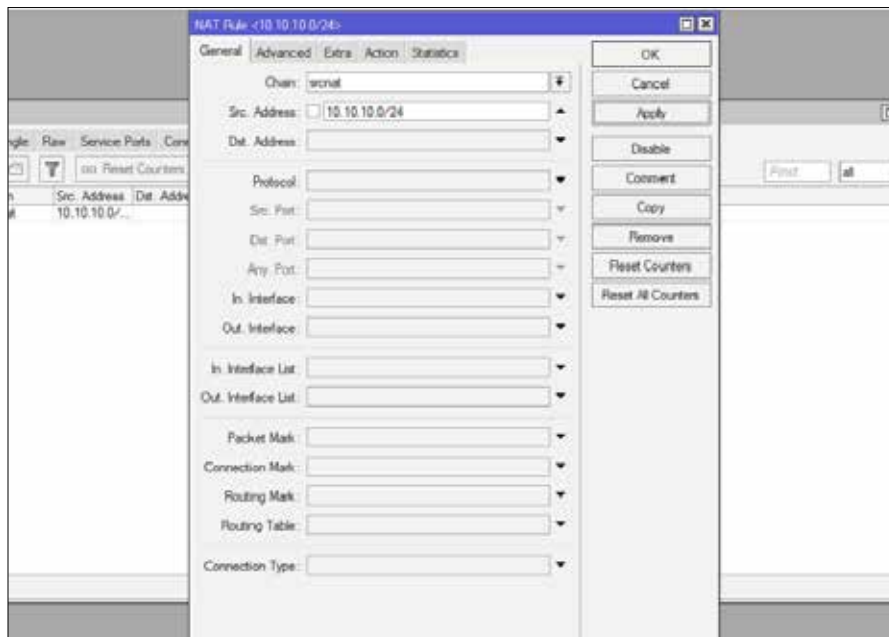 NAT Rule <10.10.10.0/24>
General Advanced Extra Action Statistics
Chain: srcnat
Src. Address: 10.10.10.0/24
Dst. Address:
Protocol:
Src. Port:
Dst. Port:
Any. Port:
In. Interface:
Out. Interface:
In. Interface List:
Out. Interface List:
Packet Mark:
Connection Mark:
Routing Mark:
Routing Table:
Connection Type:
OK
Cancel
Apply
Disable
Comment
Copy
Remove
Reset Counters
Reset All Counters
Raw Service Ports
Reset Counters
Find
all
Src. Address Dst. Addre
10.10.10.0/...